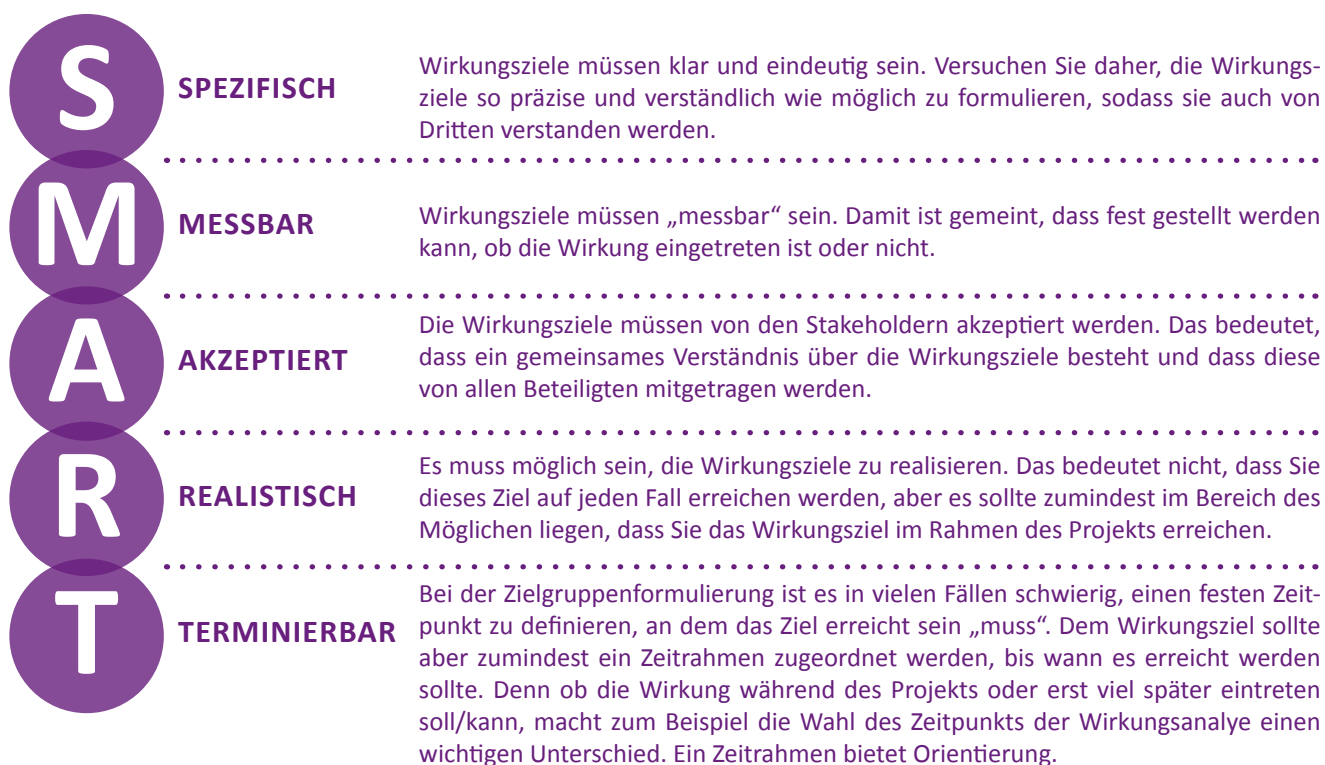 S
SPEZIFISCH
Wirkungsziele müssen klar und eindeutig sein. Versuchen Sie daher, die Wirkungs-
ziele so präzise und verständlich wie möglich zu formulieren, sodass sie auch von
Dritten verstanden werden.
M
MESSBAR
Wirkungsziele müssen „messbar“ sein. Damit ist gemeint, dass fest gestellt werden
kann, ob die Wirkung eingetreten ist oder nicht.
A
AKZEPTIERT
Die Wirkungsziele müssen von den Stakeholdern akzeptiert werden. Das bedeutet,
dass ein gemeinsames Verständnis über die Wirkungsziele besteht und dass diese
von allen Beteiligten mitgetragen werden.
R
REALISTISCH
Es muss möglich sein, die Wirkungsziele zu realisieren. Das bedeutet nicht, dass Sie
dieses Ziel auf jeden Fall erreichen werden, aber es sollte zumindest im Bereich des
Möglichen liegen, dass Sie das Wirkungsziel im Rahmen des Projekts erreichen.
T
TERMINIERBAR
Bei der Zielgruppenformulierung ist es in vielen Fällen schwierig, einen festen Zeit-
punkt zu definieren, an dem das Ziel erreicht sein „muss“. Dem Wirkungsziel sollte
aber zumindest ein Zeitrahmen zugeordnet werden, bis wann es erreicht werden
sollte. Denn ob die Wirkung während des Projekts oder erst viel später eintreten
soll/kann, macht zum Beispiel die Wahl des Zeitpunkts der Wirkungsanalye einen
wichtigen Unterschied. Ein Zeitrahmen bietet Orientierung.